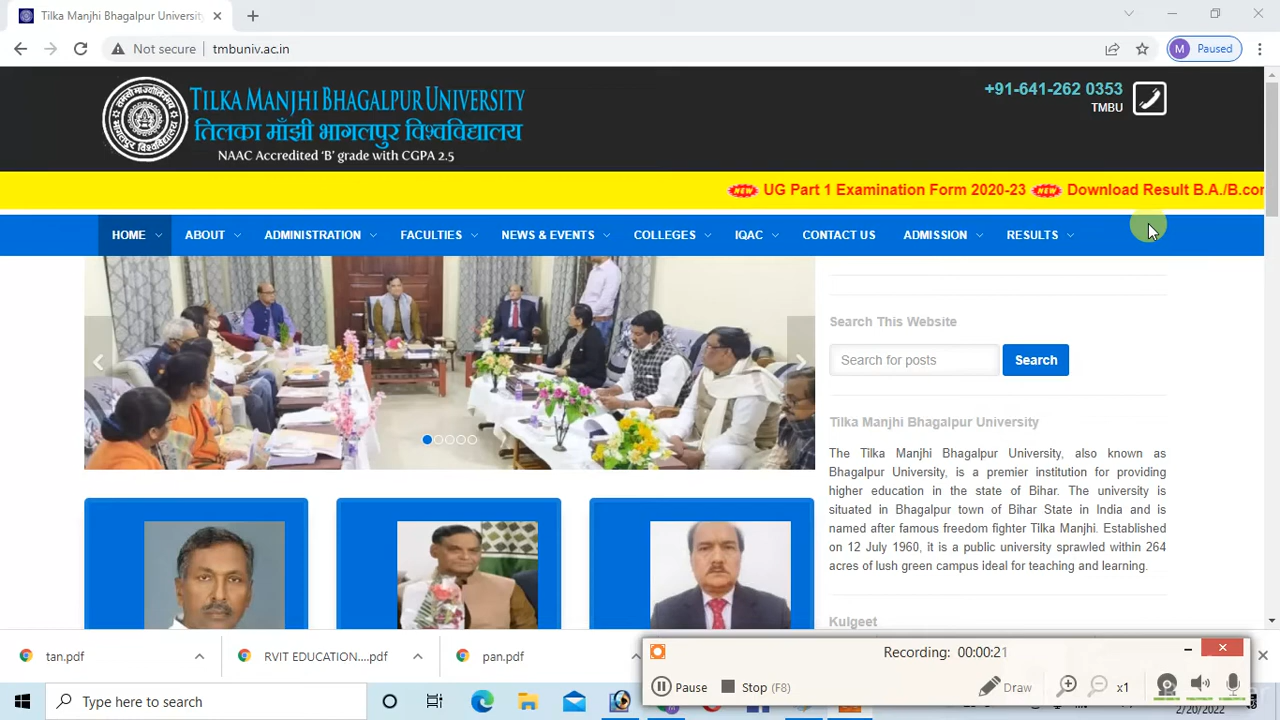 Tilka Manjhi Bhagalpur University
Not secure
tmbuniv.ac.in
M Paused
TILKA MANJHI BHAGALPUR UNIVERSITY
तिलका माँझी भागलपुर विश्वविद्यालय
NAAC Accredited 'B' grade with CGPA 2.5
+91-641-262 0353
TMBU
NEW UG Part 1 Examination Form 2020-23 NEW Download Result B.A./B.cor
HOME ABOUT ADMINISTRATION FACULTIES NEWS & EVENTS COLLEGES IQAC CONTACT US ADMISSION RESULTS
Search This Website
Search for posts
Search
Tilka Manjhi Bhagalpur University
The Tilka Manjhi Bhagalpur University, also known as
Bhagalpur University, is a premier institution for providing
higher education in the state of Bihar. The university is
situated in Bhagalpur town of Bihar State in India and is
named after famous freedom fighter Tilka Manjhi. Established
on 12 July 1960, it is a public university sprawled within 264
acres of lush green campus ideal for teaching and learning.
Kulgeet
tan.pdf
RVIT EDUCATION....pdf
pan.pdf
Recording: 00:00:21
Pause
Stop (F8)
Draw
x1
Type here to search
2/20/2022